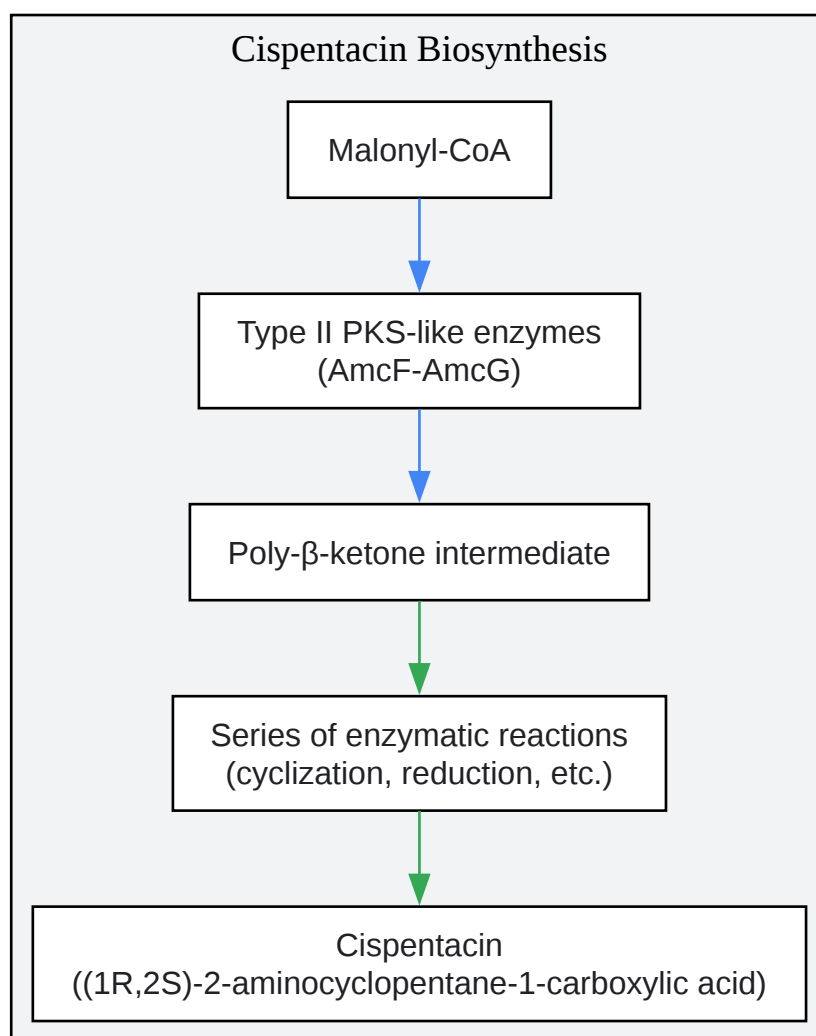 Cispentacin Biosynthesis
Malonyl-CoA
Type II PKS-like enzymes
(AmcF-AmcG)
Poly-β-ketone intermediate
Series of enzymatic reactions
(cyclization, reduction, etc.)
Cispentacin
((1R,2S)-2-aminocyclopentane-1-carboxylic acid)